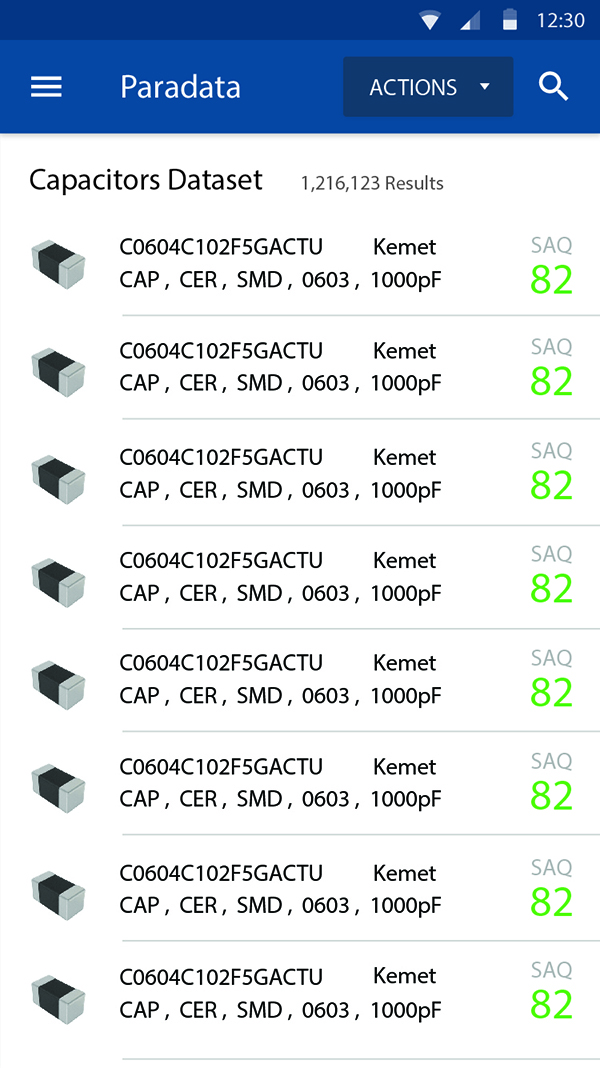 12:30
Paradata ACTIONS
Capacitors Dataset 1,216,123 Results
C0604C102F5GACTU Kemet SAQ
CAP , CER , SMD , 0603 , 1000pF 82
C0604C102F5GACTU Kemet SAQ
CAP , CER , SMD , 0603 , 1000pF 82
C0604C102F5GACTU Kemet SAQ
CAP , CER , SMD , 0603 , 1000pF 82
C0604C102F5GACTU Kemet SAQ
CAP , CER , SMD , 0603 , 1000pF 82
C0604C102F5GACTU Kemet SAQ
CAP , CER , SMD , 0603 , 1000pF 82
C0604C102F5GACTU Kemet SAQ
CAP , CER , SMD , 0603 , 1000pF 82
C0604C102F5GACTU Kemet SAQ
CAP , CER , SMD , 0603 , 1000pF 82
C0604C102F5GACTU Kemet SAQ
CAP , CER , SMD , 0603 , 1000pF 82